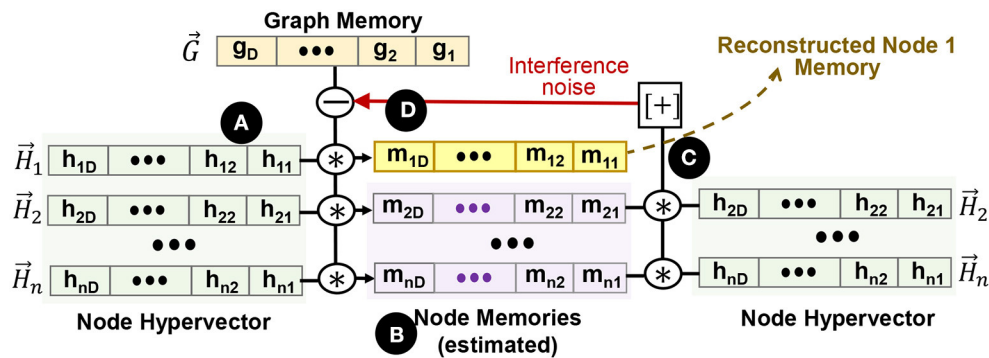 Graph Memory
G⃗ g_D ••• g_2 g_1
Interference
noise
Reconstructed Node 1
Memory
[+]
−
A
D
C
H⃗_1 h_1D ••• h_12 h_11 * m_1D ••• m_12 m_11
H⃗_2 h_2D ••• h_22 h_21 * m_2D ••• m_22 m_21 * h_2D ••• h_22 h_21 H⃗_2
••• ••• •••
H⃗_n h_nD ••• h_n2 h_n1 * m_nD ••• m_n2 m_n1 * h_nD ••• h_n2 h_n1 H⃗_n
Node Hypervector
B
Node Memories
(estimated)
Node Hypervector